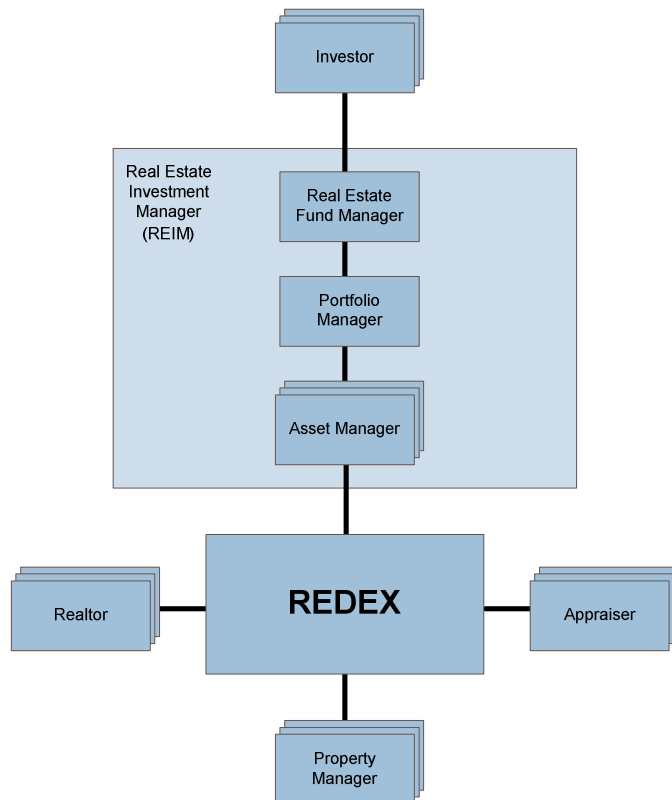 Investor
Real Estate
Investment
Manager
(REIM)
Real Estate
Fund Manager
Portfolio
Manager
Asset Manager
REDEX
Realtor
Appraiser
Property
Manager